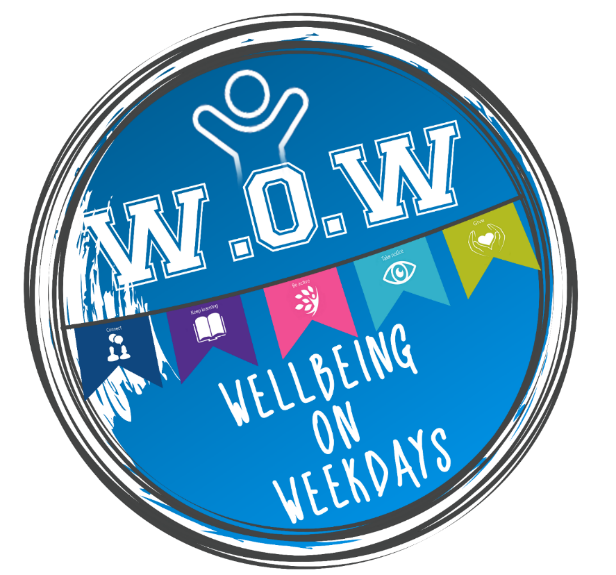 W.O.W
Connect
Keep learning
Be active
Take notice
Give
WELLBEING
ON
WEEKDAYS